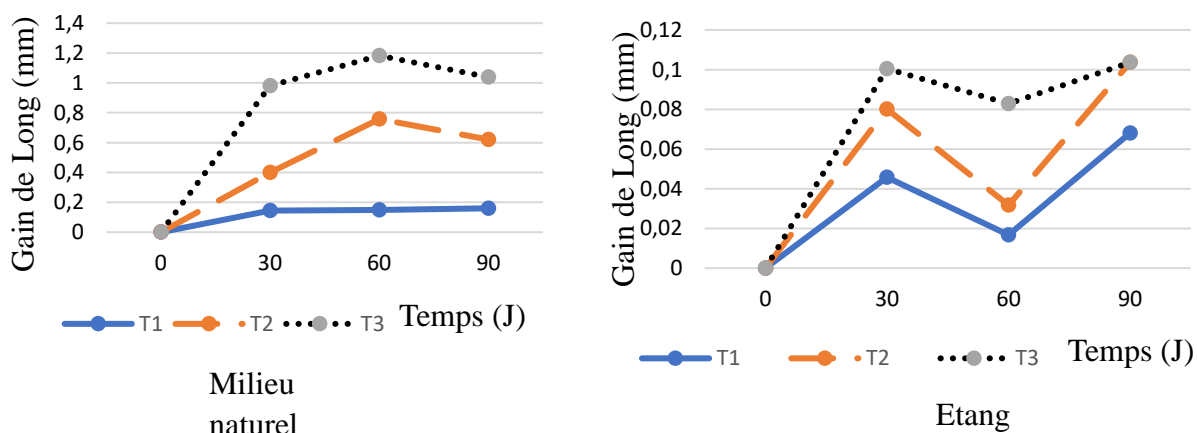 Gain de Long (mm)
1,4
1,2
1
0,8
0,6
0,4
0,2
0
0 30 60 90
Temps (J)
T1 T2 T3
Milieu
naturel
Gain de Long (mm)
0,12
0,1
0,08
0,06
0,04
0,02
0
0 30 60 90
Temps (J)
T1 T2 T3
Etang